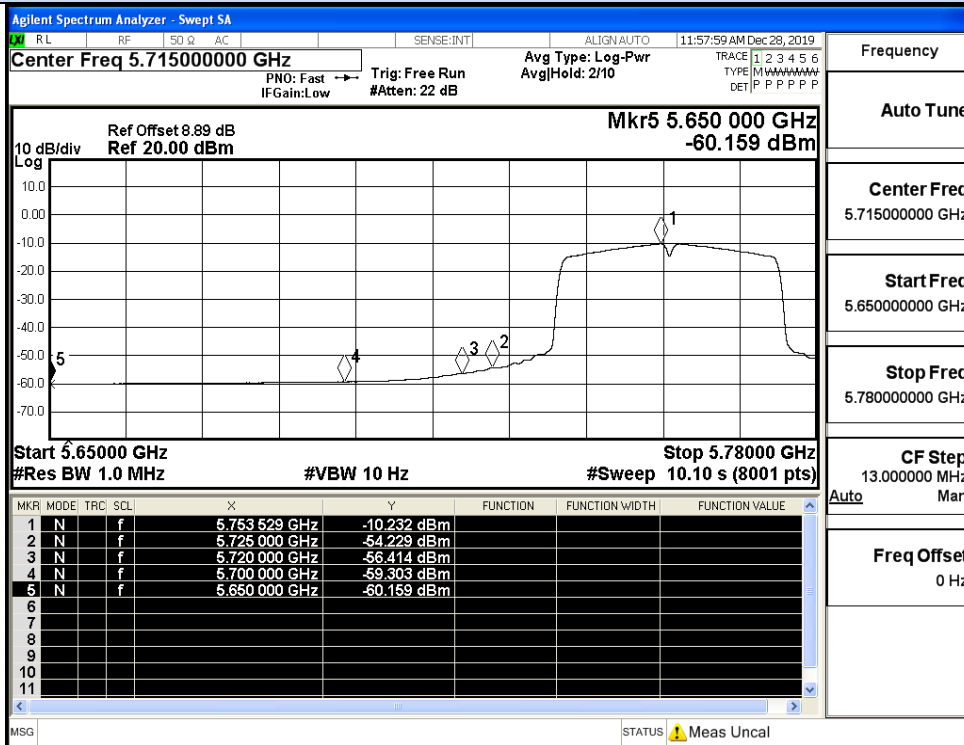 Agilent Spectrum Analyzer - Swept SA
LXI RL RF 50 Ω AC SENSE:INT ALIGN AUTO 11:57:59 AM Dec 28, 2019
Center Freq 5.715000000 GHz
PNO: Fast
IFGain:Low
Trig: Free Run
#Atten: 22 dB
Avg Type: Log-Pwr
Avg|Hold: 2/10
TRACE 1 2 3 4 5 6
TYPE M WWWWW
DET P P P P P P
Ref Offset 8.89 dB
10 dB/div Ref 20.00 dBm
Log
Mkr5 5.650 000 GHz
-60.159 dBm
10.0
0.00
-10.0
-20.0
-30.0
-40.0
-50.0
-60.0
-70.0
1
2
3
4
5
Start 5.65000 GHz Stop 5.78000 GHz
#Res BW 1.0 MHz #VBW 10 Hz #Sweep 10.10 s (8001 pts)
MKR MODE TRC SCL X Y FUNCTION FUNCTION WIDTH FUNCTION VALUE
1 N f 5.753 529 GHz -10.232 dBm
2 N f 5.725 000 GHz -54.229 dBm
3 N f 5.720 000 GHz -56.414 dBm
4 N f 5.700 000 GHz -59.303 dBm
5 N f 5.650 000 GHz -60.159 dBm
6
7
8
9
10
11
MSG STATUS Meas Uncal
Frequency
Auto Tune
Center Freq
5.715000000 GHz
Start Freq
5.650000000 GHz
Stop Freq
5.780000000 GHz
CF Step
13.000000 MHz
Auto Man
Freq Offset
0 Hz